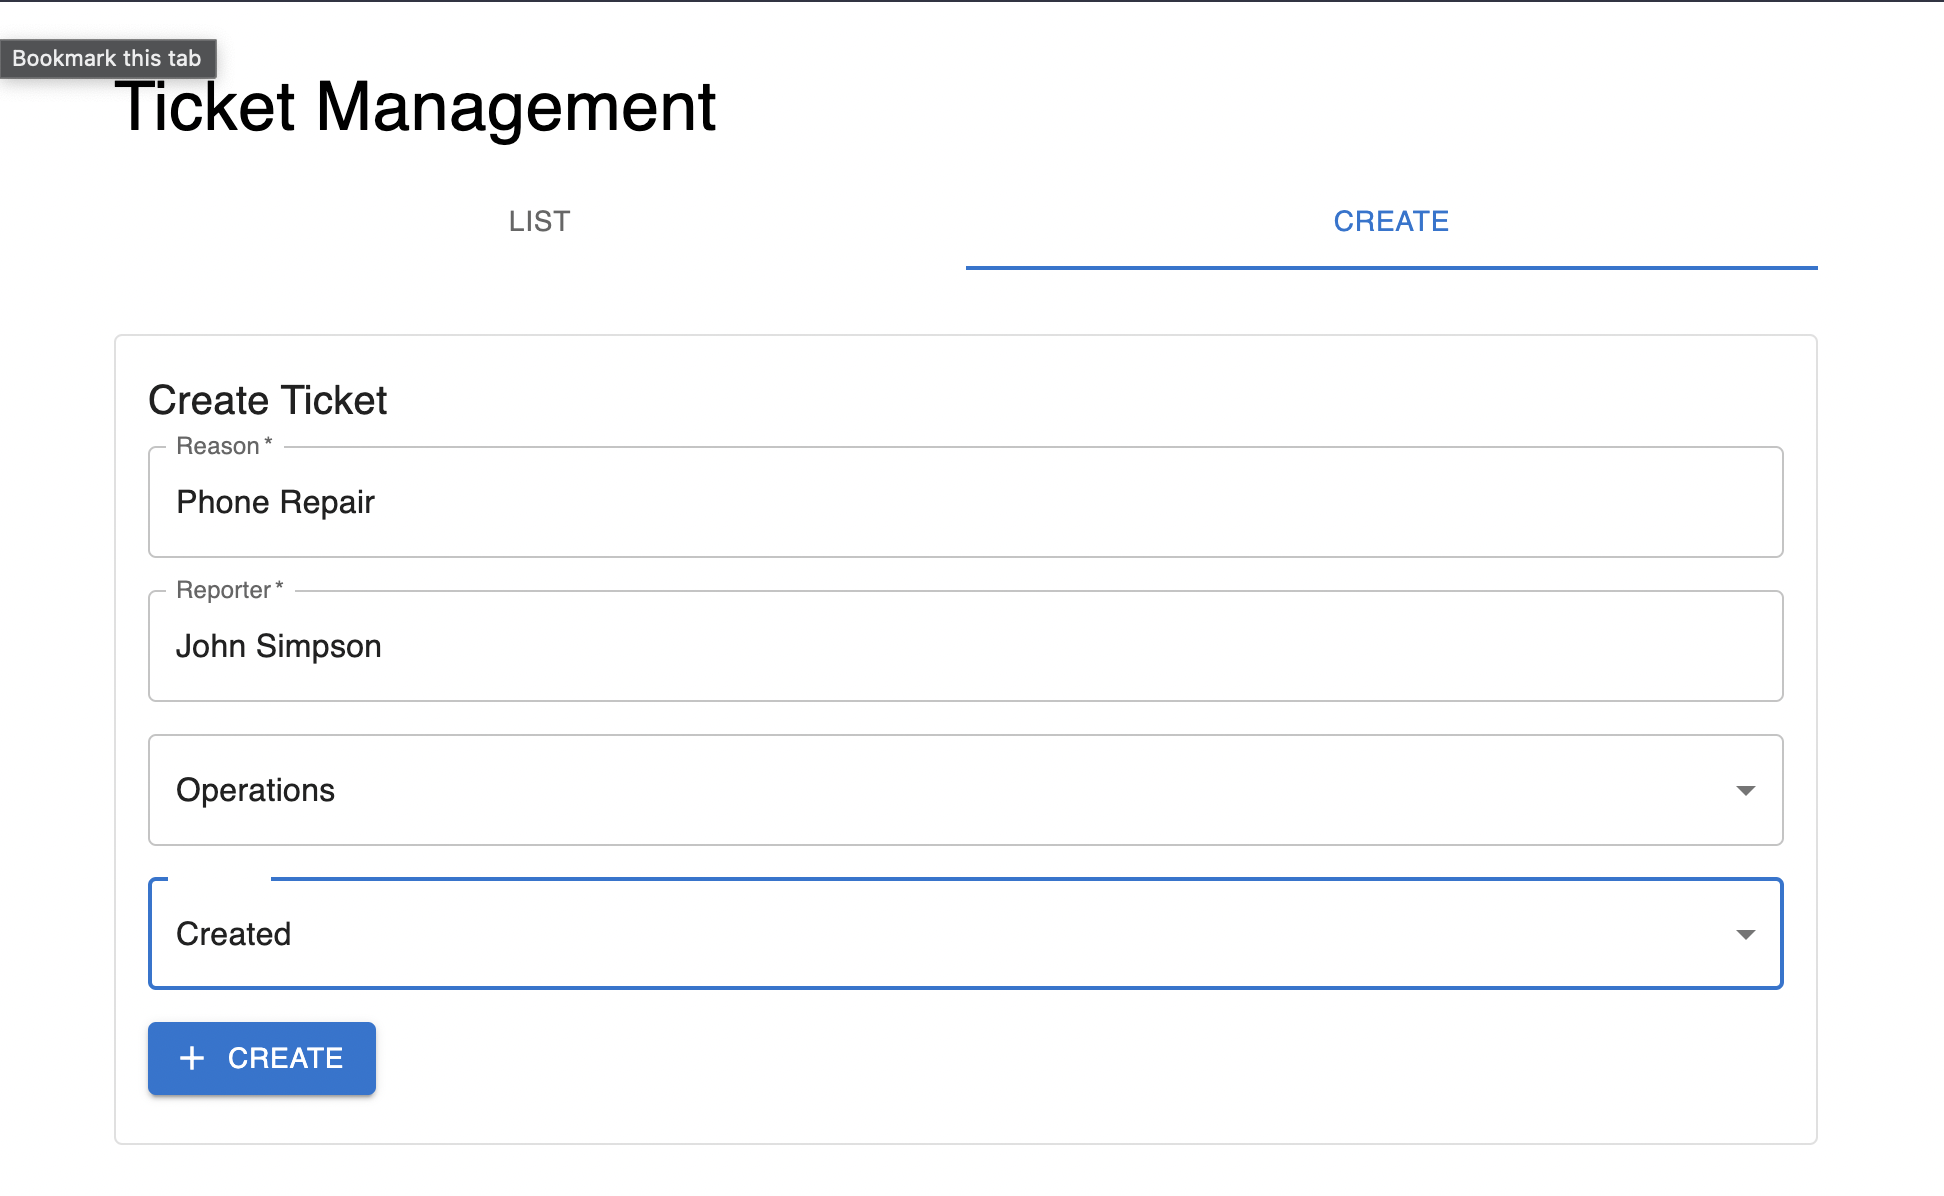 Bookmark this tab
Ticket Management
LIST
CREATE
Create Ticket
Reason *
Phone Repair
Reporter *
John Simpson
Operations
Created
+ CREATE